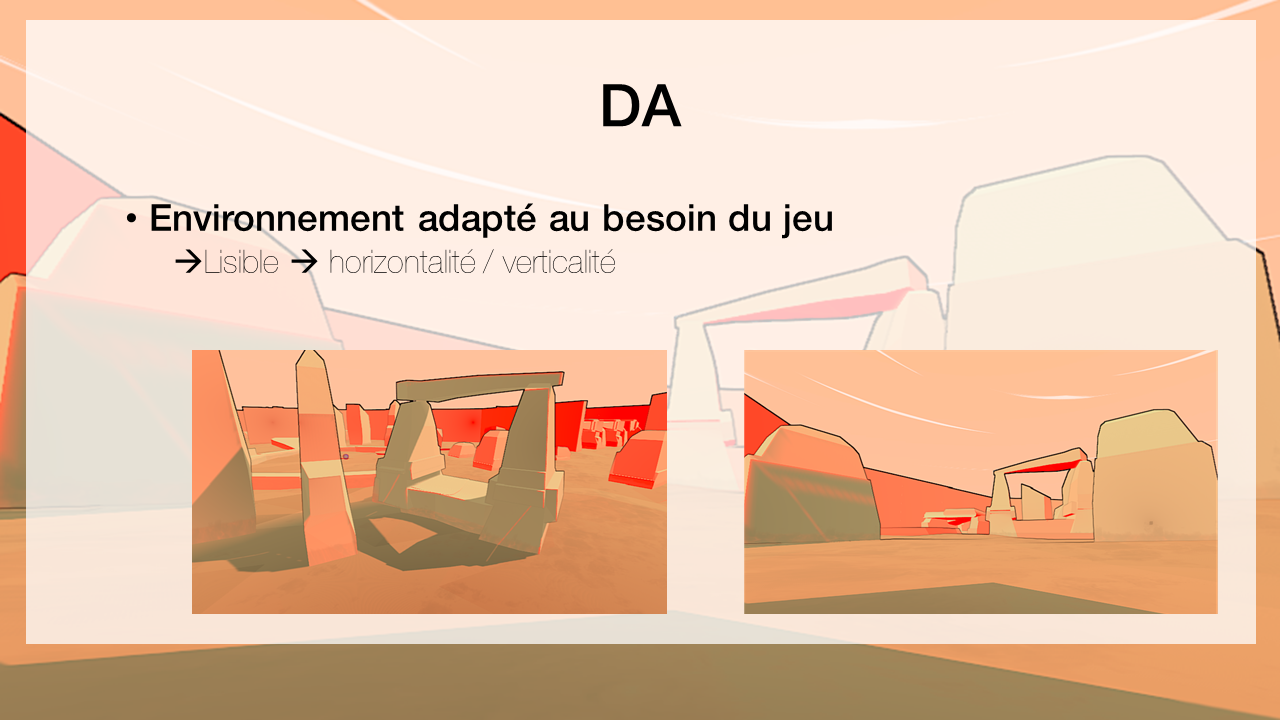 DA
• Environnement adapté au besoin du jeu
→Lisible → horizontalité / verticalité